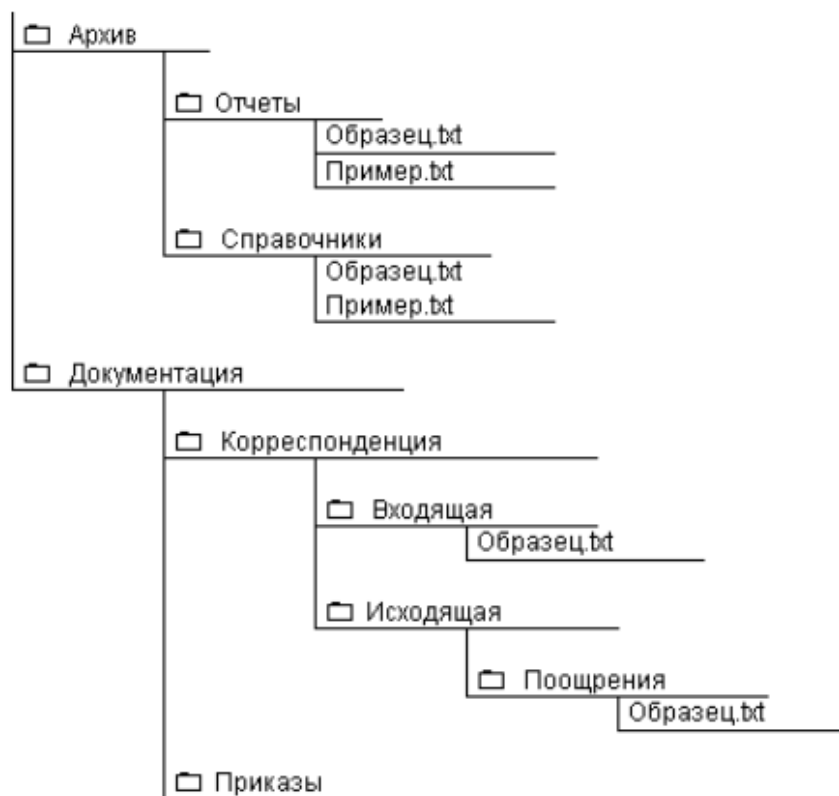 Архив
Отчеты
Образец.txt
Пример.txt
Справочники
Образец.txt
Пример.txt
Документация
Корреспонденция
Входящая
Образец.txt
Исходящая
Поощрения
Образец.txt
Приказы